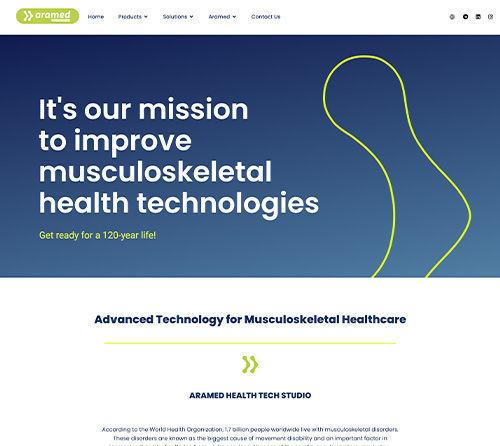 aramed
Home Products Solutions Aramed Contact Us
It's our mission
to improve
musculoskeletal
health technologies
Get ready for a 120-year life!
Advanced Technology for Musculoskeletal Healthcare
ARAMED HEALTH TECH STUDIO
According to the World Health Organization, 1.7 billion people worldwide live with musculoskeletal disorders.
These disorders are known as the biggest cause of movement disability and an important factor in